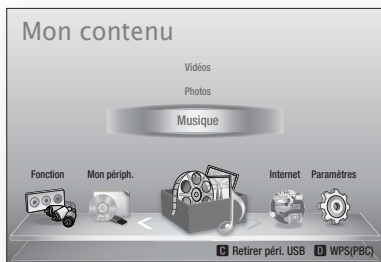 Mon contenu
Vidéos
Photos
Musique
Fonction Mon périph. Internet Paramètres
C Retirer péri. USB D WPS(PBC)